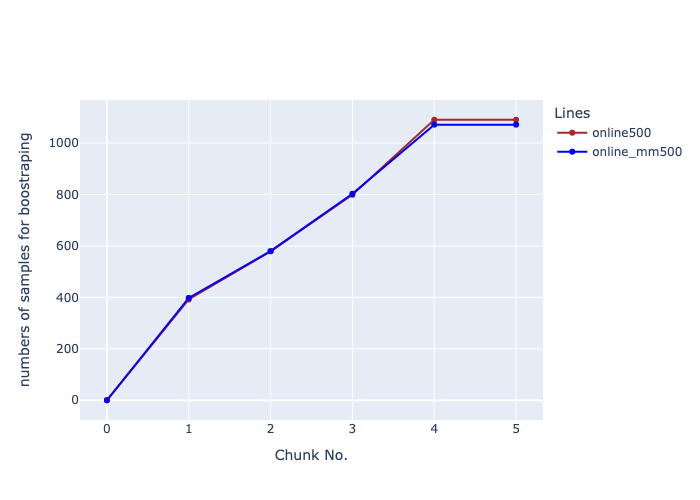 numbers of samples for boostraping
1000
800
600
400
200
0
0 1 2 3 4 5
Chunk No.
Lines
online500
online_mm500